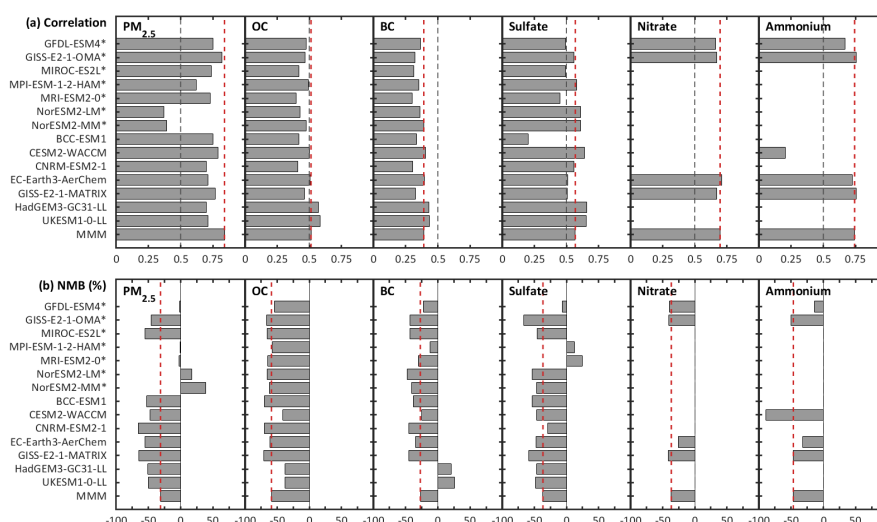 (a) Correlation
PM2.5 OC BC Sulfate Nitrate Ammonium
GFDL-ESM4*
GISS-E2-1-OMA*
MIROC-ES2L*
MPI-ESM-1-2-HAM*
MRI-ESM2-0*
NorESM2-LM*
NorESM2-MM*
BCC-ESM1
CESM2-WACCM
CNRM-ESM2-1
EC-Earth3-AerChem
GISS-E2-1-MATRIX
HadGEM3-GC31-LL
UKESM1-0-LL
MMM
0 0.25 0.5 0.75 0 0.25 0.5 0.75 0 0.25 0.5 0.75 0 0.25 0.5 0.75 0 0.25 0.5 0.75 0 0.25 0.5 0.75
(b) NMB (%)
PM2.5 OC BC Sulfate Nitrate Ammonium
GFDL-ESM4*
GISS-E2-1-OMA*
MIROC-ES2L*
MPI-ESM-1-2-HAM*
MRI-ESM2-0*
NorESM2-LM*
NorESM2-MM*
BCC-ESM1
CESM2-WACCM
CNRM-ESM2-1
EC-Earth3-AerChem
GISS-E2-1-MATRIX
HadGEM3-GC31-LL
UKESM1-0-LL
MMM
-100 -50 0 50 -100 -50 0 50 -100 -50 0 50 -100 -50 0 50 -100 -50 0 50 -100 -50 0 50